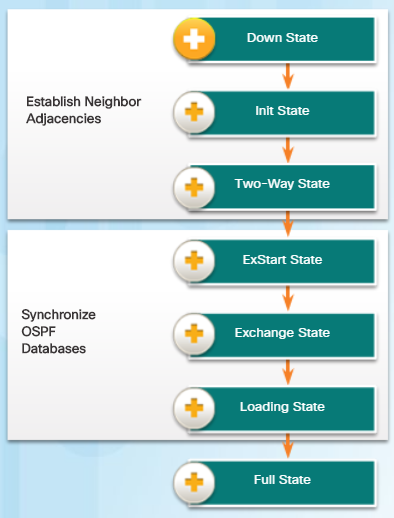 Down State
Establish Neighbor
Adjacencies
Init State
Two-Way State
ExStart State
Synchronize
OSPF
Databases
Exchange State
Loading State
Full State